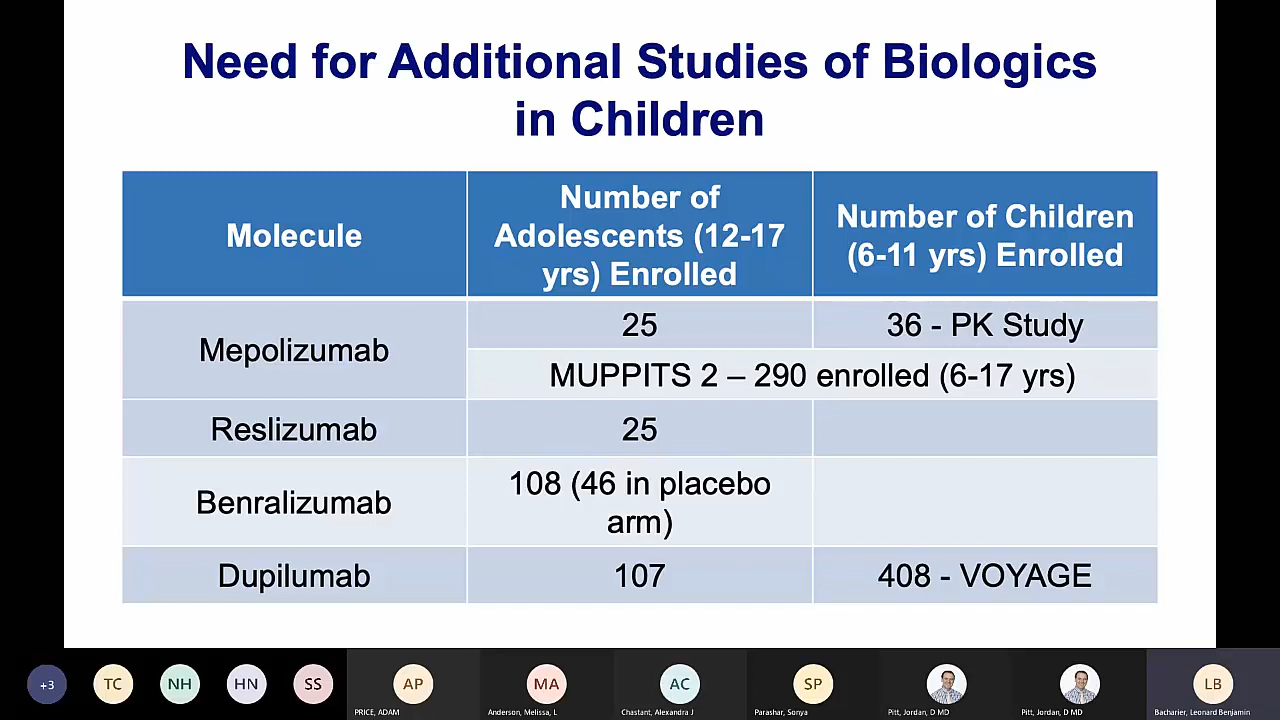 Need for Additional Studies of Biologics
in Children
Molecule
Number of
Adolescents (12-17
yrs) Enrolled
Number of Children
(6-11 yrs) Enrolled
Mepolizumab
25
36 - PK Study
MUPPITS 2 – 290 enrolled (6-17 yrs)
Reslizumab
25
Benralizumab
108 (46 in placebo
arm)
Dupilumab
107
408 - VOYAGE
+3
TC
NH
HN
SS
AP
MA
AC
SP
LB
PRICE, ADAM
Anderson, Melissa, L
Chastant, Alexandra J
Parashar, Sonya
Pitt, Jordan, D MD
Pitt, Jordan, D MD
Bacharier, Leonard Benjamin